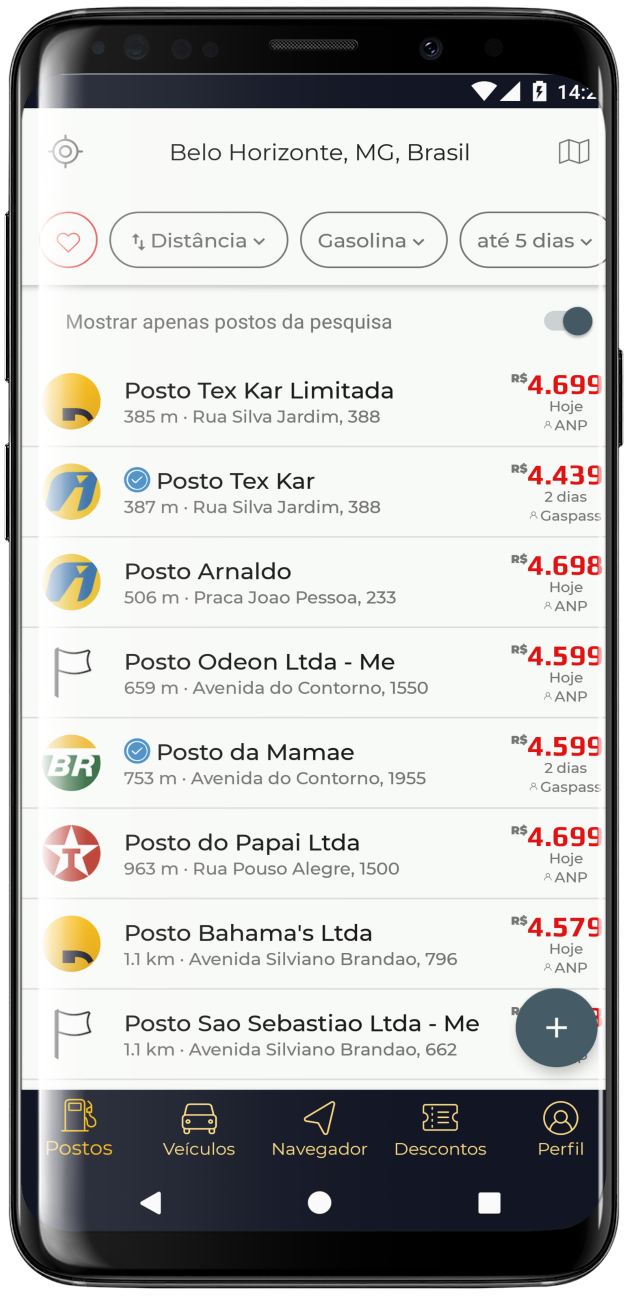 14:2
Belo Horizonte, MG, Brasil
Distância
Gasolina
até 5 dias
Mostrar apenas postos da pesquisa
Posto Tex Kar Limitada
385 m · Rua Silva Jardim, 388
R$4.699
Hoje
ANP
Posto Tex Kar
387 m · Rua Silva Jardim, 388
R$4.439
2 dias
Gaspass
Posto Arnaldo
506 m · Praca Joao Pessoa, 233
R$4.698
Hoje
ANP
Posto Odeon Ltda - Me
659 m · Avenida do Contorno, 1550
R$4.599
Hoje
ANP
BR
Posto da Mamae
753 m · Avenida do Contorno, 1955
R$4.599
2 dias
Gaspass
T
Posto do Papai Ltda
963 m · Rua Pouso Alegre, 1500
R$4.699
Hoje
ANP
Posto Bahama's Ltda
1.1 km · Avenida Silviano Brandao, 796
R$4.579
Hoje
ANP
Posto Sao Sebastiao Ltda - Me
1.1 km · Avenida Silviano Brandao, 662
+
Postos
Veículos
Navegador
Descontos
Perfil